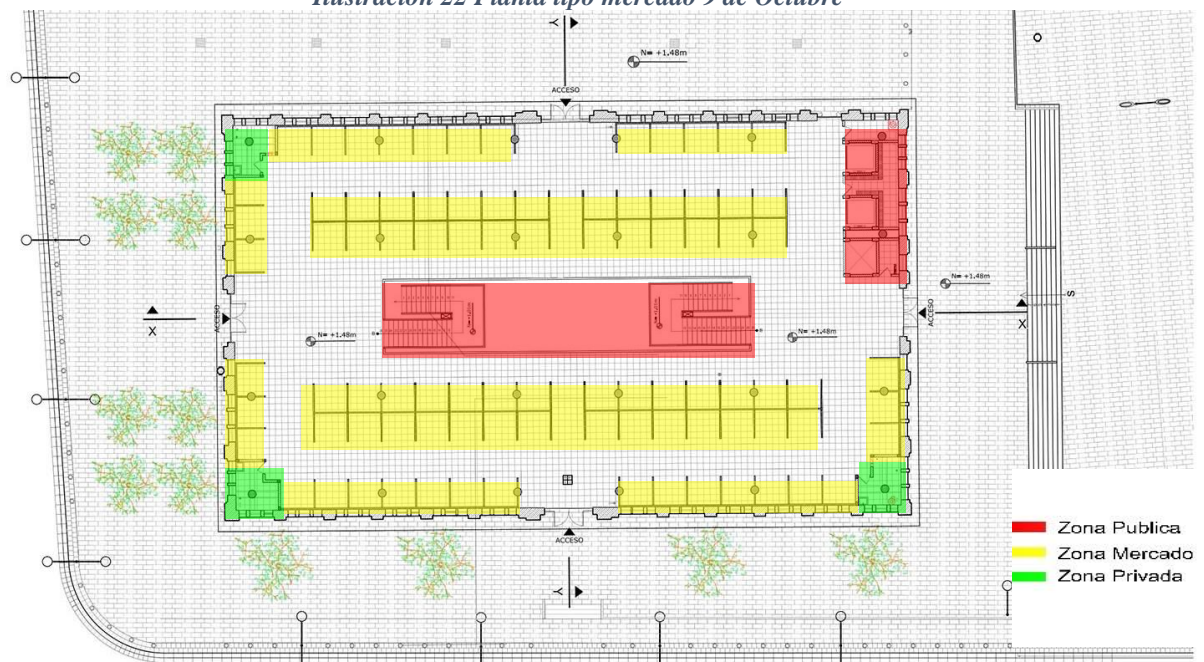 Ilustración 22 Planta tipo mercado 9 de Octubre
Y
N= +1.48m
ACCESO
N= +1.48m
S
X
ACCESO
N= +1.48m
N= +1.48m
ACCESO
X
ACCESO
Y
Zona Publica
Zona Mercado
Zona Privada